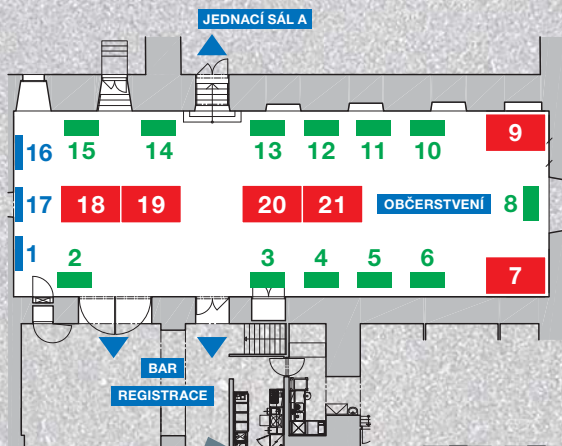 JEDNACÍ SÁL A
9
16 15 14 13 12 11 10
17 18 19 20 21 OBČERSTVENÍ 8
1 2 3 4 5 6 7
BAR
REGISTRACE